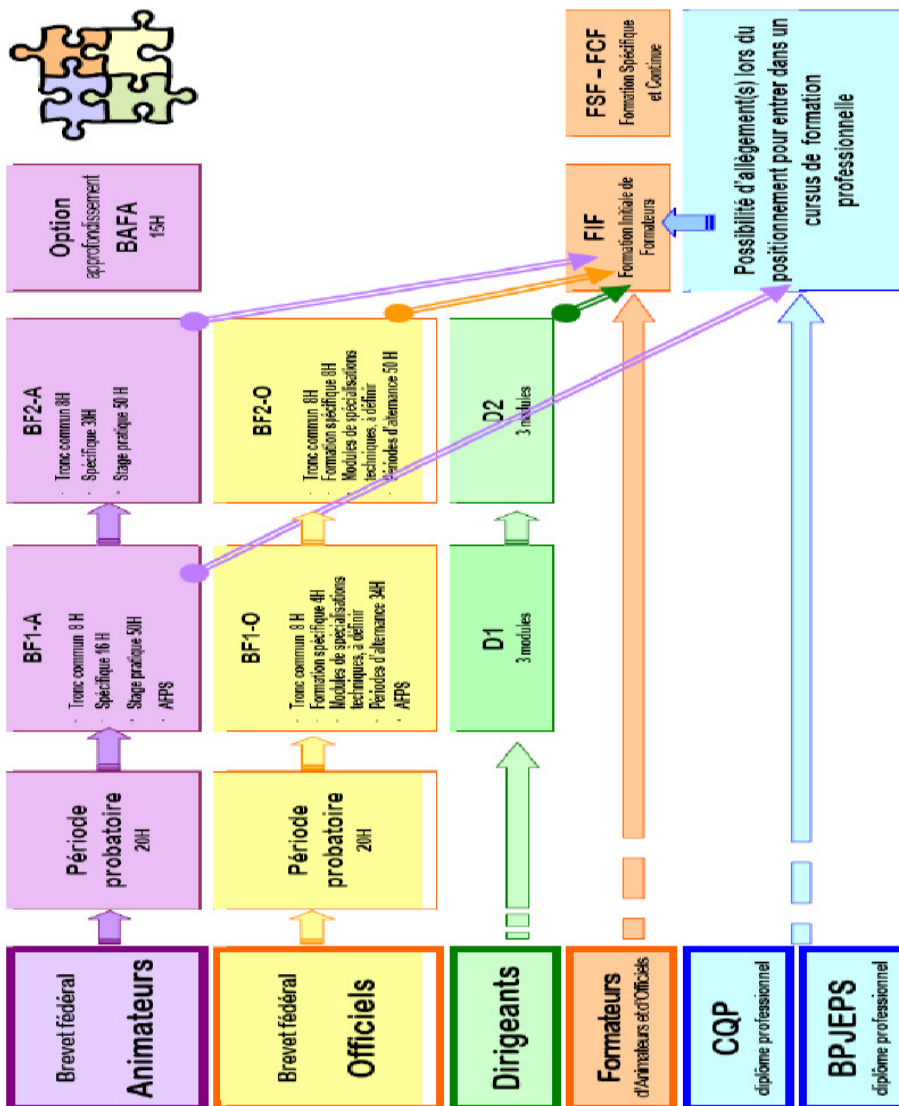 Brevet fédéral
Animateurs
Période
probatoire
20H
BF1-A
- Tronc commun 8 H
- Spécifique 16 H
- Stage pratique 50H
- AFPS
BF2-A
- Tronc commun 8H
- Spécifique 30H
- Stage pratique 50 H
Option
approfondissement
BAFA
15H
Brevet fédéral
Officiels
Période
probatoire
20H
BF1-O
- Tronc commun 8 H
- Formation spécifique 4H
- Modules de spécialisations
techniques, à définir
- Périodes d'alternance 34H
- AFPS
BF2-O
- Tronc commun 8H
- Formation spécifique 8H
- Modules de spécialisations
techniques, à définir
- Périodes d'alternance 50 H
Dirigeants
D1
3 modules
D2
3 modules
Formateurs
d'Animateurs et d'Officiels
FIF
Formation Initiale de
Formateurs
FSF – FCF
Formation Spécifique
et Continue
CQP
diplôme professionnel
BPJEPS
diplôme professionnel
Possibilité d'allègement(s) lors du
positionnement pour entrer dans un
cursus de formation
professionnelle